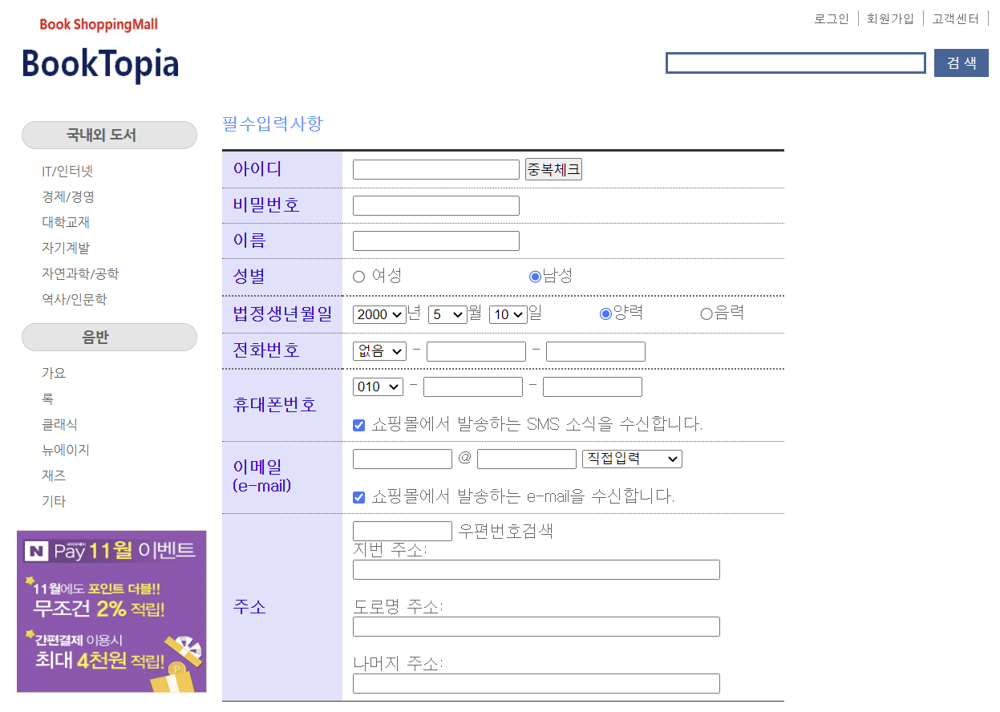 Book ShoppingMall
BookTopia
로그인 회원가입 고객센터
검 색
국내외 도서
IT/인터넷
경제/경영
대학교재
자기계발
자연과학/공학
역사/인문학
음반
가요
록
클래식
뉴에이지
재즈
기타
N Pay 11월 이벤트
11월에도 포인트 더블!!
무조건 2% 적립!
간편결제 이용시
최대 4천원 적립!
P
필수입력사항
아이디 중복체크
비밀번호
이름
성별 여성 남성
법정생년월일 2000 년 5 월 10 일 양력 음력
전화번호 없음 - -
휴대폰번호 010 - -
쇼핑몰에서 발송하는 SMS 소식을 수신합니다.
이메일
(e-mail) @ 직접입력
쇼핑몰에서 발송하는 e-mail을 수신합니다.
주소 우편번호검색
지번 주소:
도로명 주소:
나머지 주소: